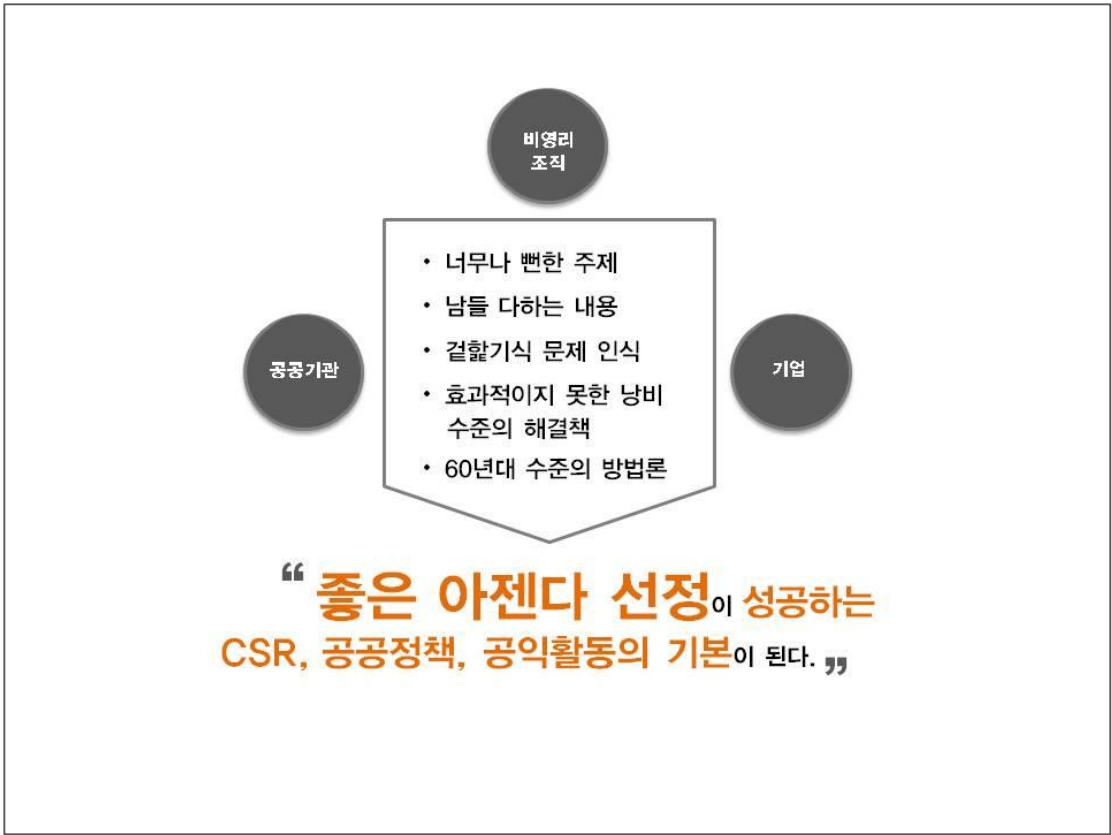 비영리
조직
• 너무나 뻔한 주제
• 남들 다하는 내용
• 겉핥기식 문제 인식
공공기관
기업
• 효과적이지 못한 낭비
수준의 해결책
• 60년대 수준의 방법론
“ 좋은 아젠다 선정이 성공하는
CSR, 공공정책, 공익활동의 기본이 된다. ”